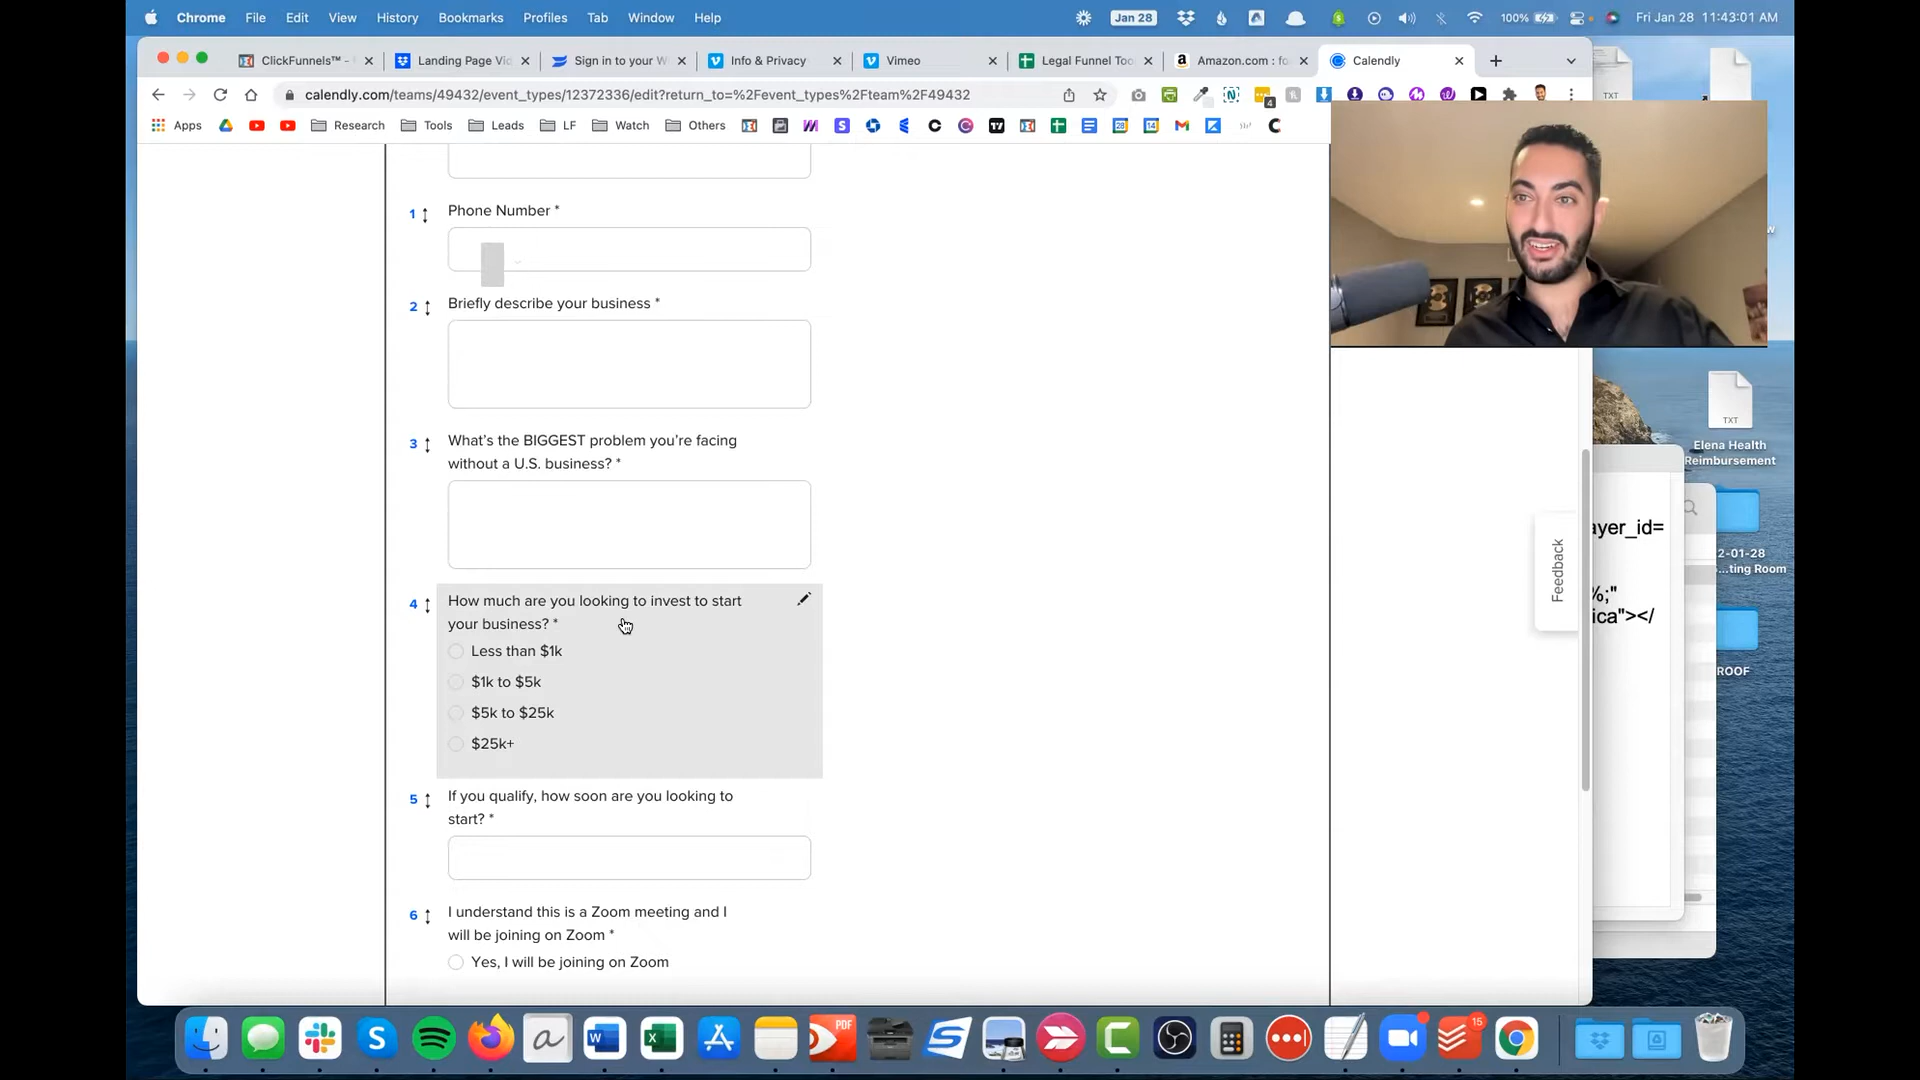 Chrome File Edit View History Bookmarks Profiles Tab Window Help Jan 28 100% Fri Jan 28 11:43:01 AM
ClickFunnels™ - Landing Page Vid Sign in to your W Info & Privacy Vimeo Legal Funnel Too Amazon.com : fo Calendly
calendly.com/teams/49432/event_types/12372336/edit?return_to=%2Fevent_types%2Fteam%2F49432
4
Apps Research Tools Leads LF Watch Others
TXT
1 Phone Number *
2 Briefly describe your business *
3 What's the BIGGEST problem you're facing
without a U.S. business? *
4 How much are you looking to invest to start
your business? *
Less than $1k
$1k to $5k
$5k to $25k
$25k+
5 If you qualify, how soon are you looking to
start? *
6 I understand this is a Zoom meeting and I
will be joining on Zoom *
Yes, I will be joining on Zoom
Feedback
TXT
Elena Health
Reimbursement
ayer_id=
2-01-28
...ting Room
%;"
ica"></
ROOF
PDF
15